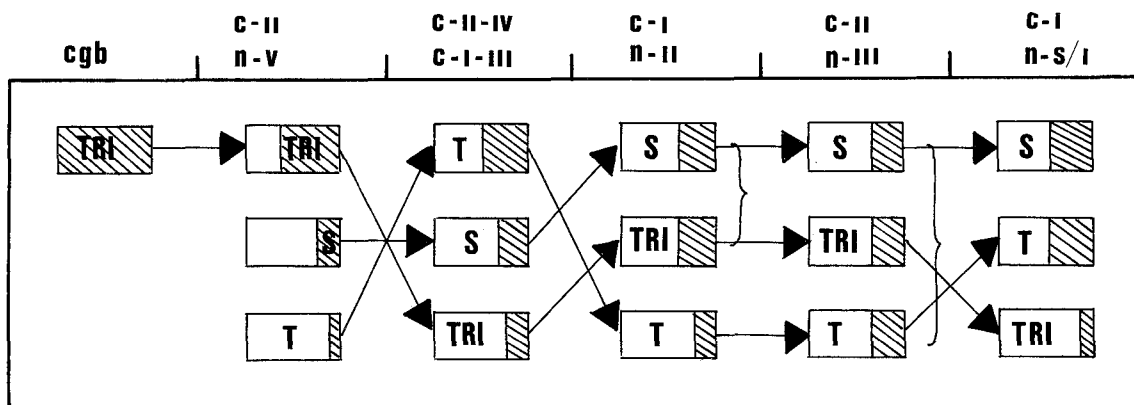 c-II c-II-IV c-I c-II c-I
cgb n-V c-I-III n-II n-III n-S/I
TRI TRI T S S S
S S TRI TRI T
T TRI T T TRI